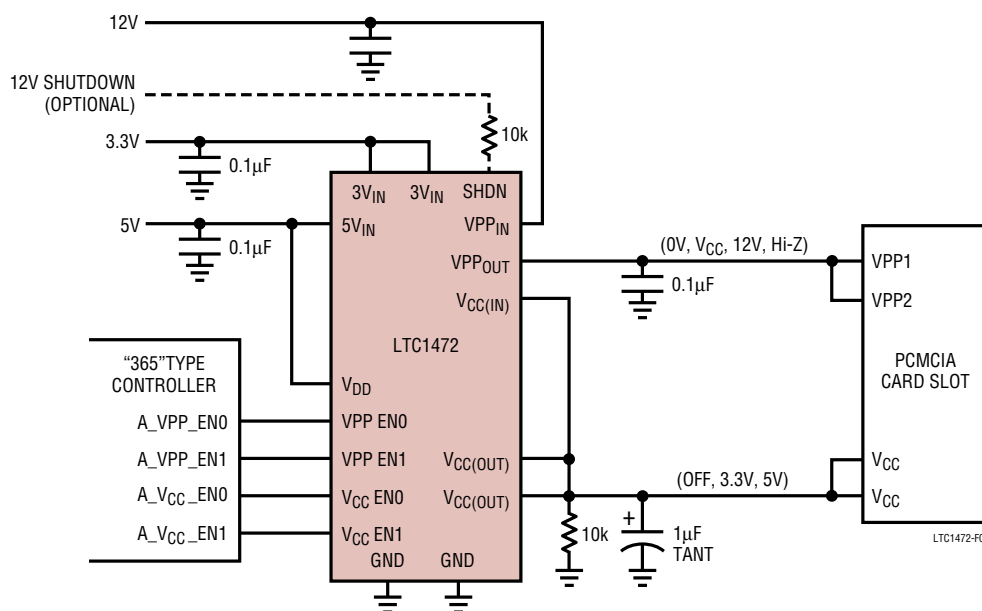 12V
12V SHUTDOWN
(OPTIONAL)
10k
3.3V
0.1µF
3V_IN
3V_IN
SHDN
5V
0.1µF
5V_IN
VPP_IN
VPP_OUT
(0V, V_CC, 12V, Hi-Z)
0.1µF
VPP1
VPP2
V_CC(IN)
LTC1472
PCMCIA
CARD SLOT
“365”TYPE
CONTROLLER
V_DD
A_VPP_EN0
VPP EN0
A_VPP_EN1
VPP EN1
V_CC(OUT)
V_CC
A_V_CC_EN0
V_CC EN0
V_CC(OUT)
(OFF, 3.3V, 5V)
V_CC
A_V_CC_EN1
V_CC EN1
10k
+
1µF
TANT
GND
GND